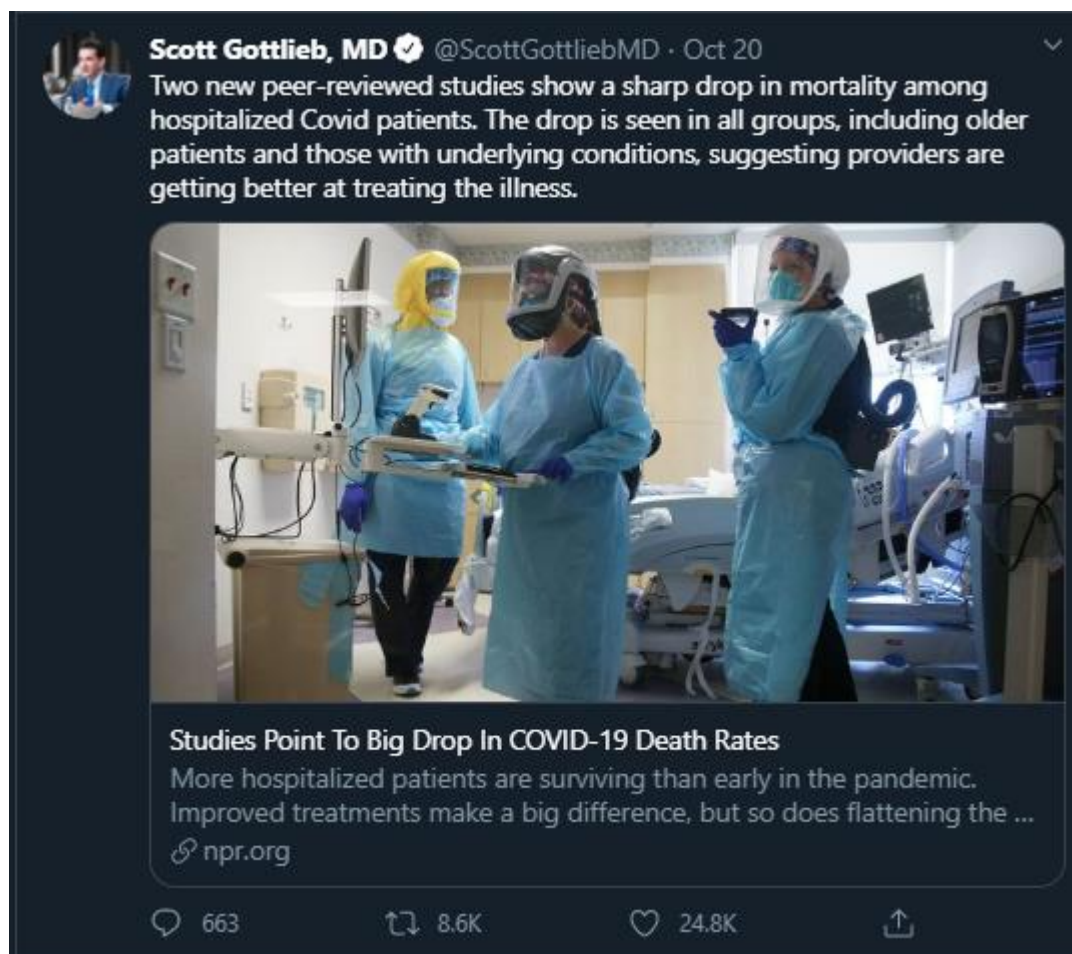 Scott Gottlieb, MD @ScottGottliebMD · Oct 20
Two new peer-reviewed studies show a sharp drop in mortality among
hospitalized Covid patients. The drop is seen in all groups, including older
patients and those with underlying conditions, suggesting providers are
getting better at treating the illness.
Studies Point To Big Drop In COVID-19 Death Rates
More hospitalized patients are surviving than early in the pandemic.
Improved treatments make a big difference, but so does flattening the ...
npr.org
663 8.6K 24.8K